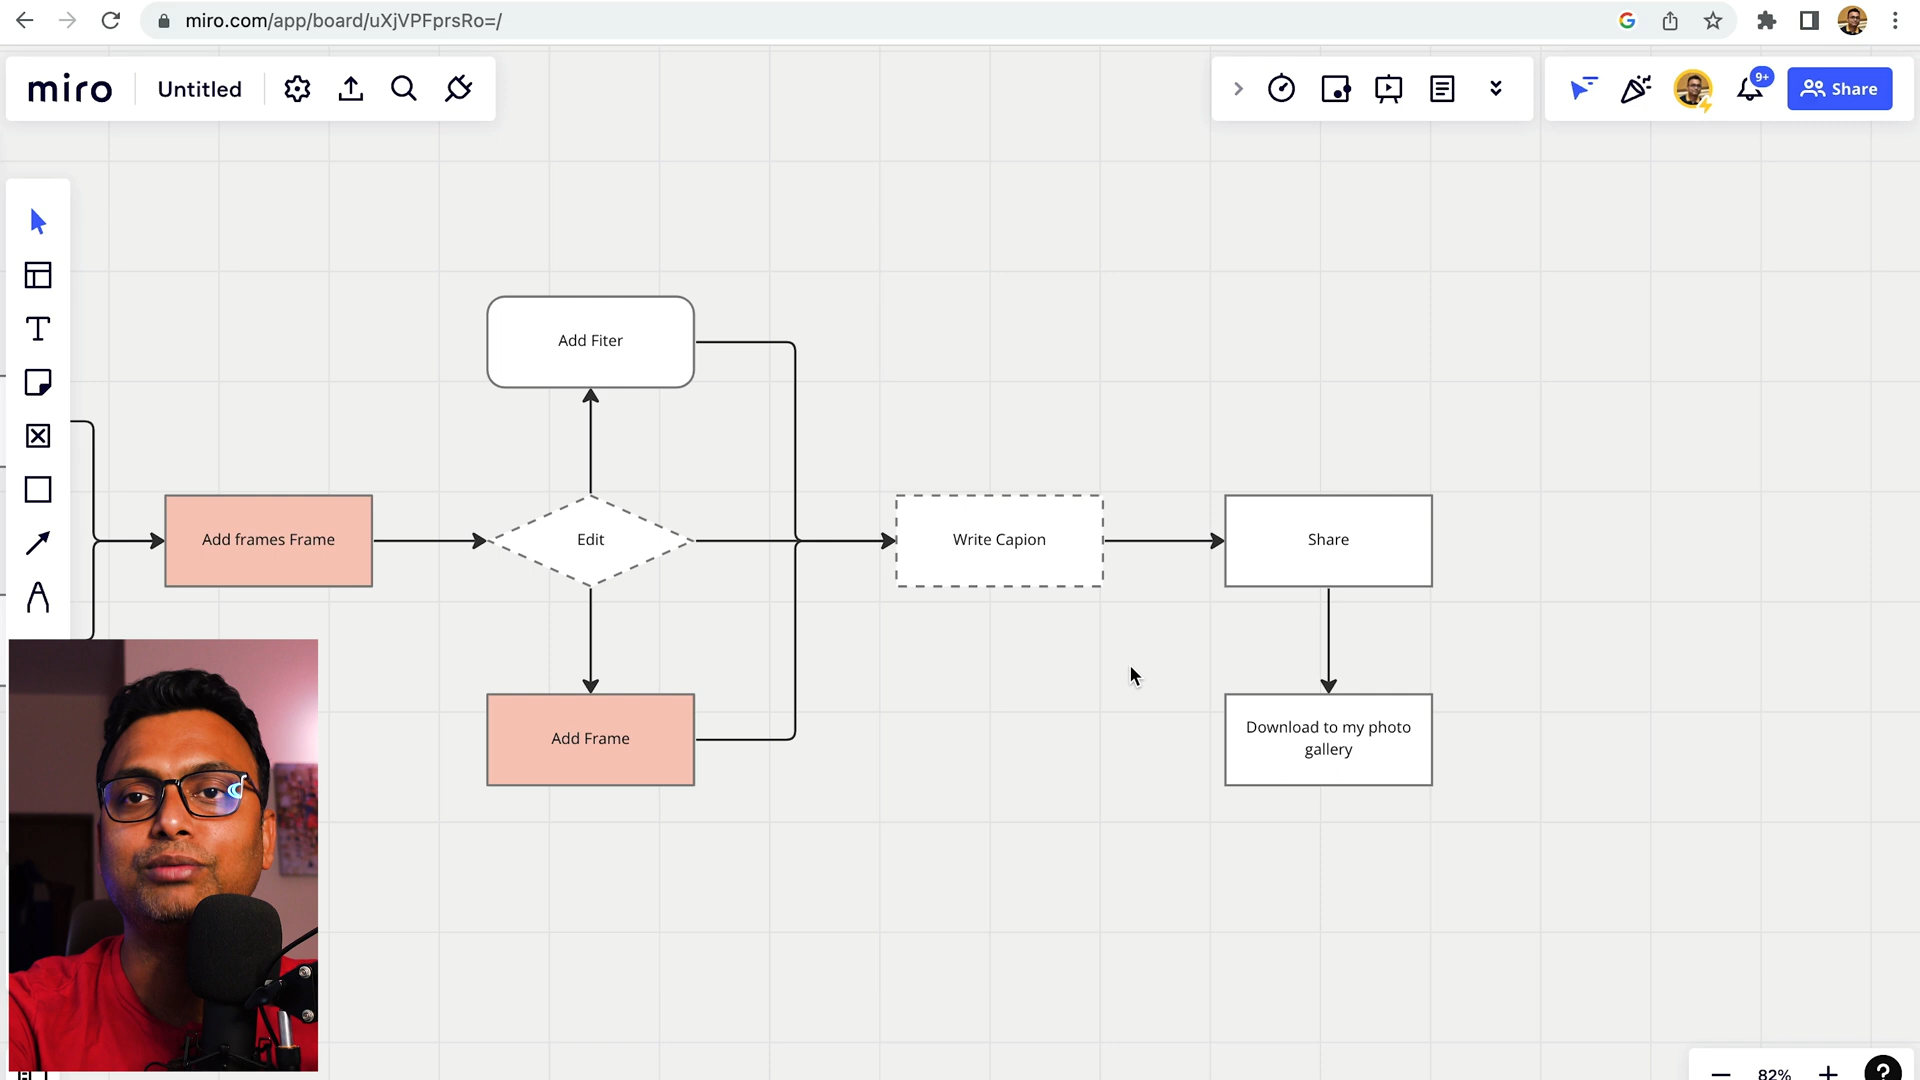 miro.com/app/board/uXjVPFprsRo=/
miro
Untitled
9+
Share
Add Fiter
Add frames Frame
Edit
Write Capion
Share
Add Frame
Download to my photo
gallery
82%